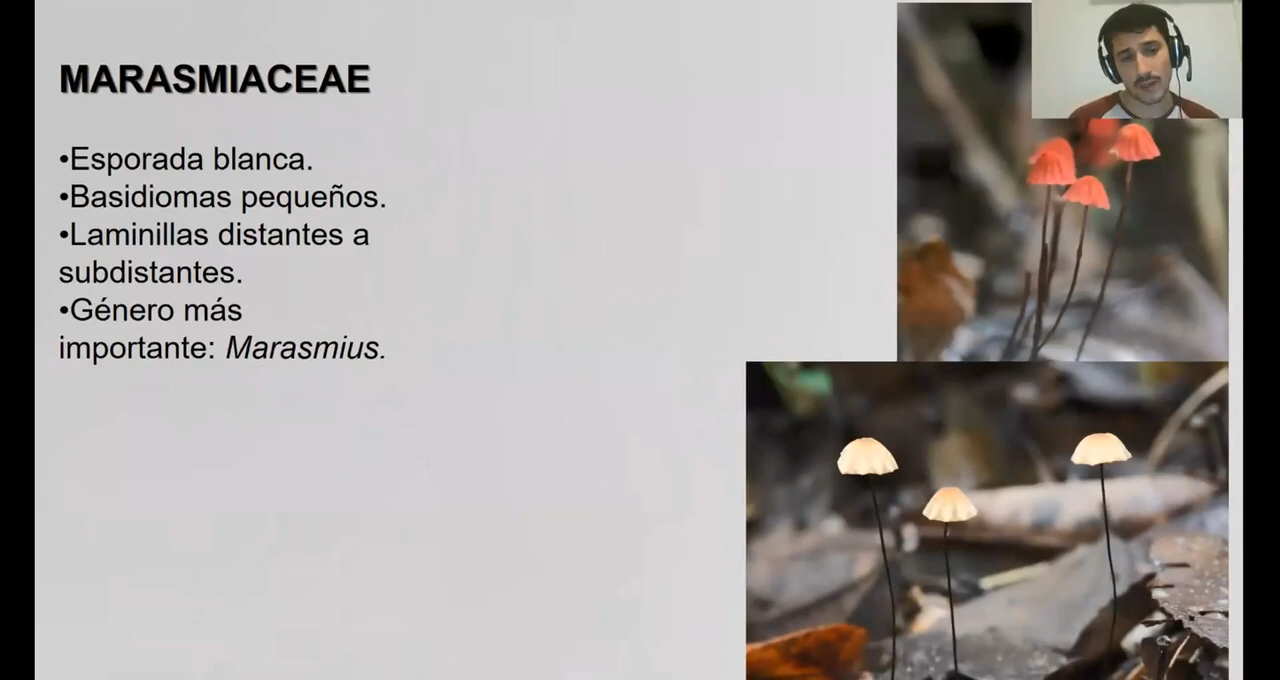 MARASMIACEAE
•Esporada blanca.
•Basidiomas pequeños.
•Laminillas distantes a
subdistantes.
•Género más
importante: Marasmius.